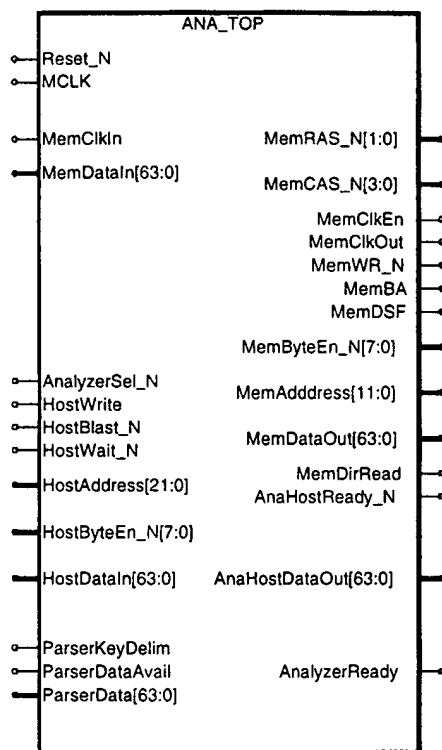 ANA_TOP
Reset_N
MCLK
MemClkIn
MemRAS_N[1:0]
MemDataIn[63:0]
MemCAS_N[3:0]
MemClkEn
MemClkOut
MemWR_N
MemBA
MemDSF
MemByteEn_N[7:0]
AnalyzerSel_N
MemAdddress[11:0]
HostWrite
HostBlast_N
MemDataOut[63:0]
HostWait_N
MemDirRead
HostAddress[21:0]
AnaHostReady_N
HostByteEn_N[7:0]
HostDataIn[63:0]
AnaHostDataOut[63:0]
ParserKeyDelim
ParserDataAvail
AnalyzerReady
ParserData[63:0]